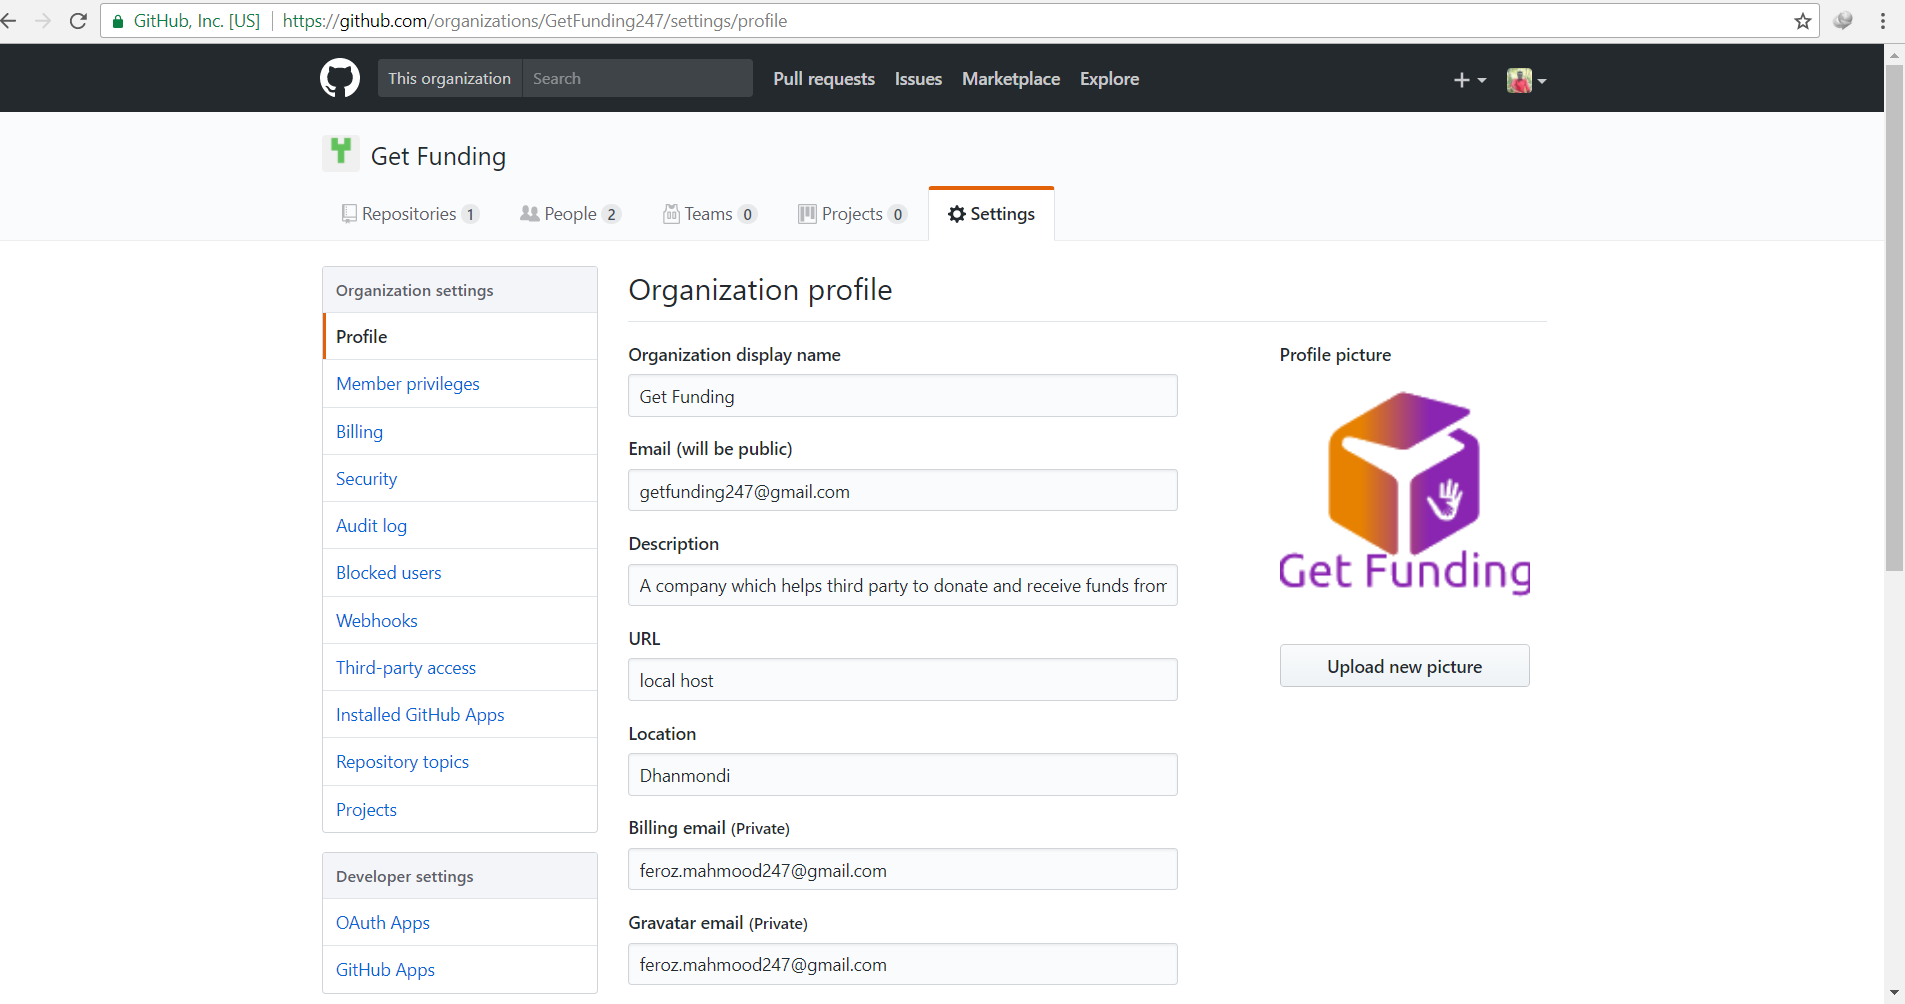 GitHub, Inc. [US] https://github.com/organizations/GetFunding247/settings/profile
This organization Search Pull requests Issues Marketplace Explore
Get Funding
Repositories 1 People 2 Teams 0 Projects 0 Settings
Organization settings
Profile
Member privileges
Billing
Security
Audit log
Blocked users
Webhooks
Third-party access
Installed GitHub Apps
Repository topics
Projects
Developer settings
OAuth Apps
GitHub Apps
Organization profile
Organization display name
Get Funding
Email (will be public)
getfunding247@gmail.com
Description
A company which helps third party to donate and receive funds from
URL
local host
Location
Dhanmondi
Billing email (Private)
feroz.mahmood247@gmail.com
Gravatar email (Private)
feroz.mahmood247@gmail.com
Profile picture
Get Funding
Upload new picture